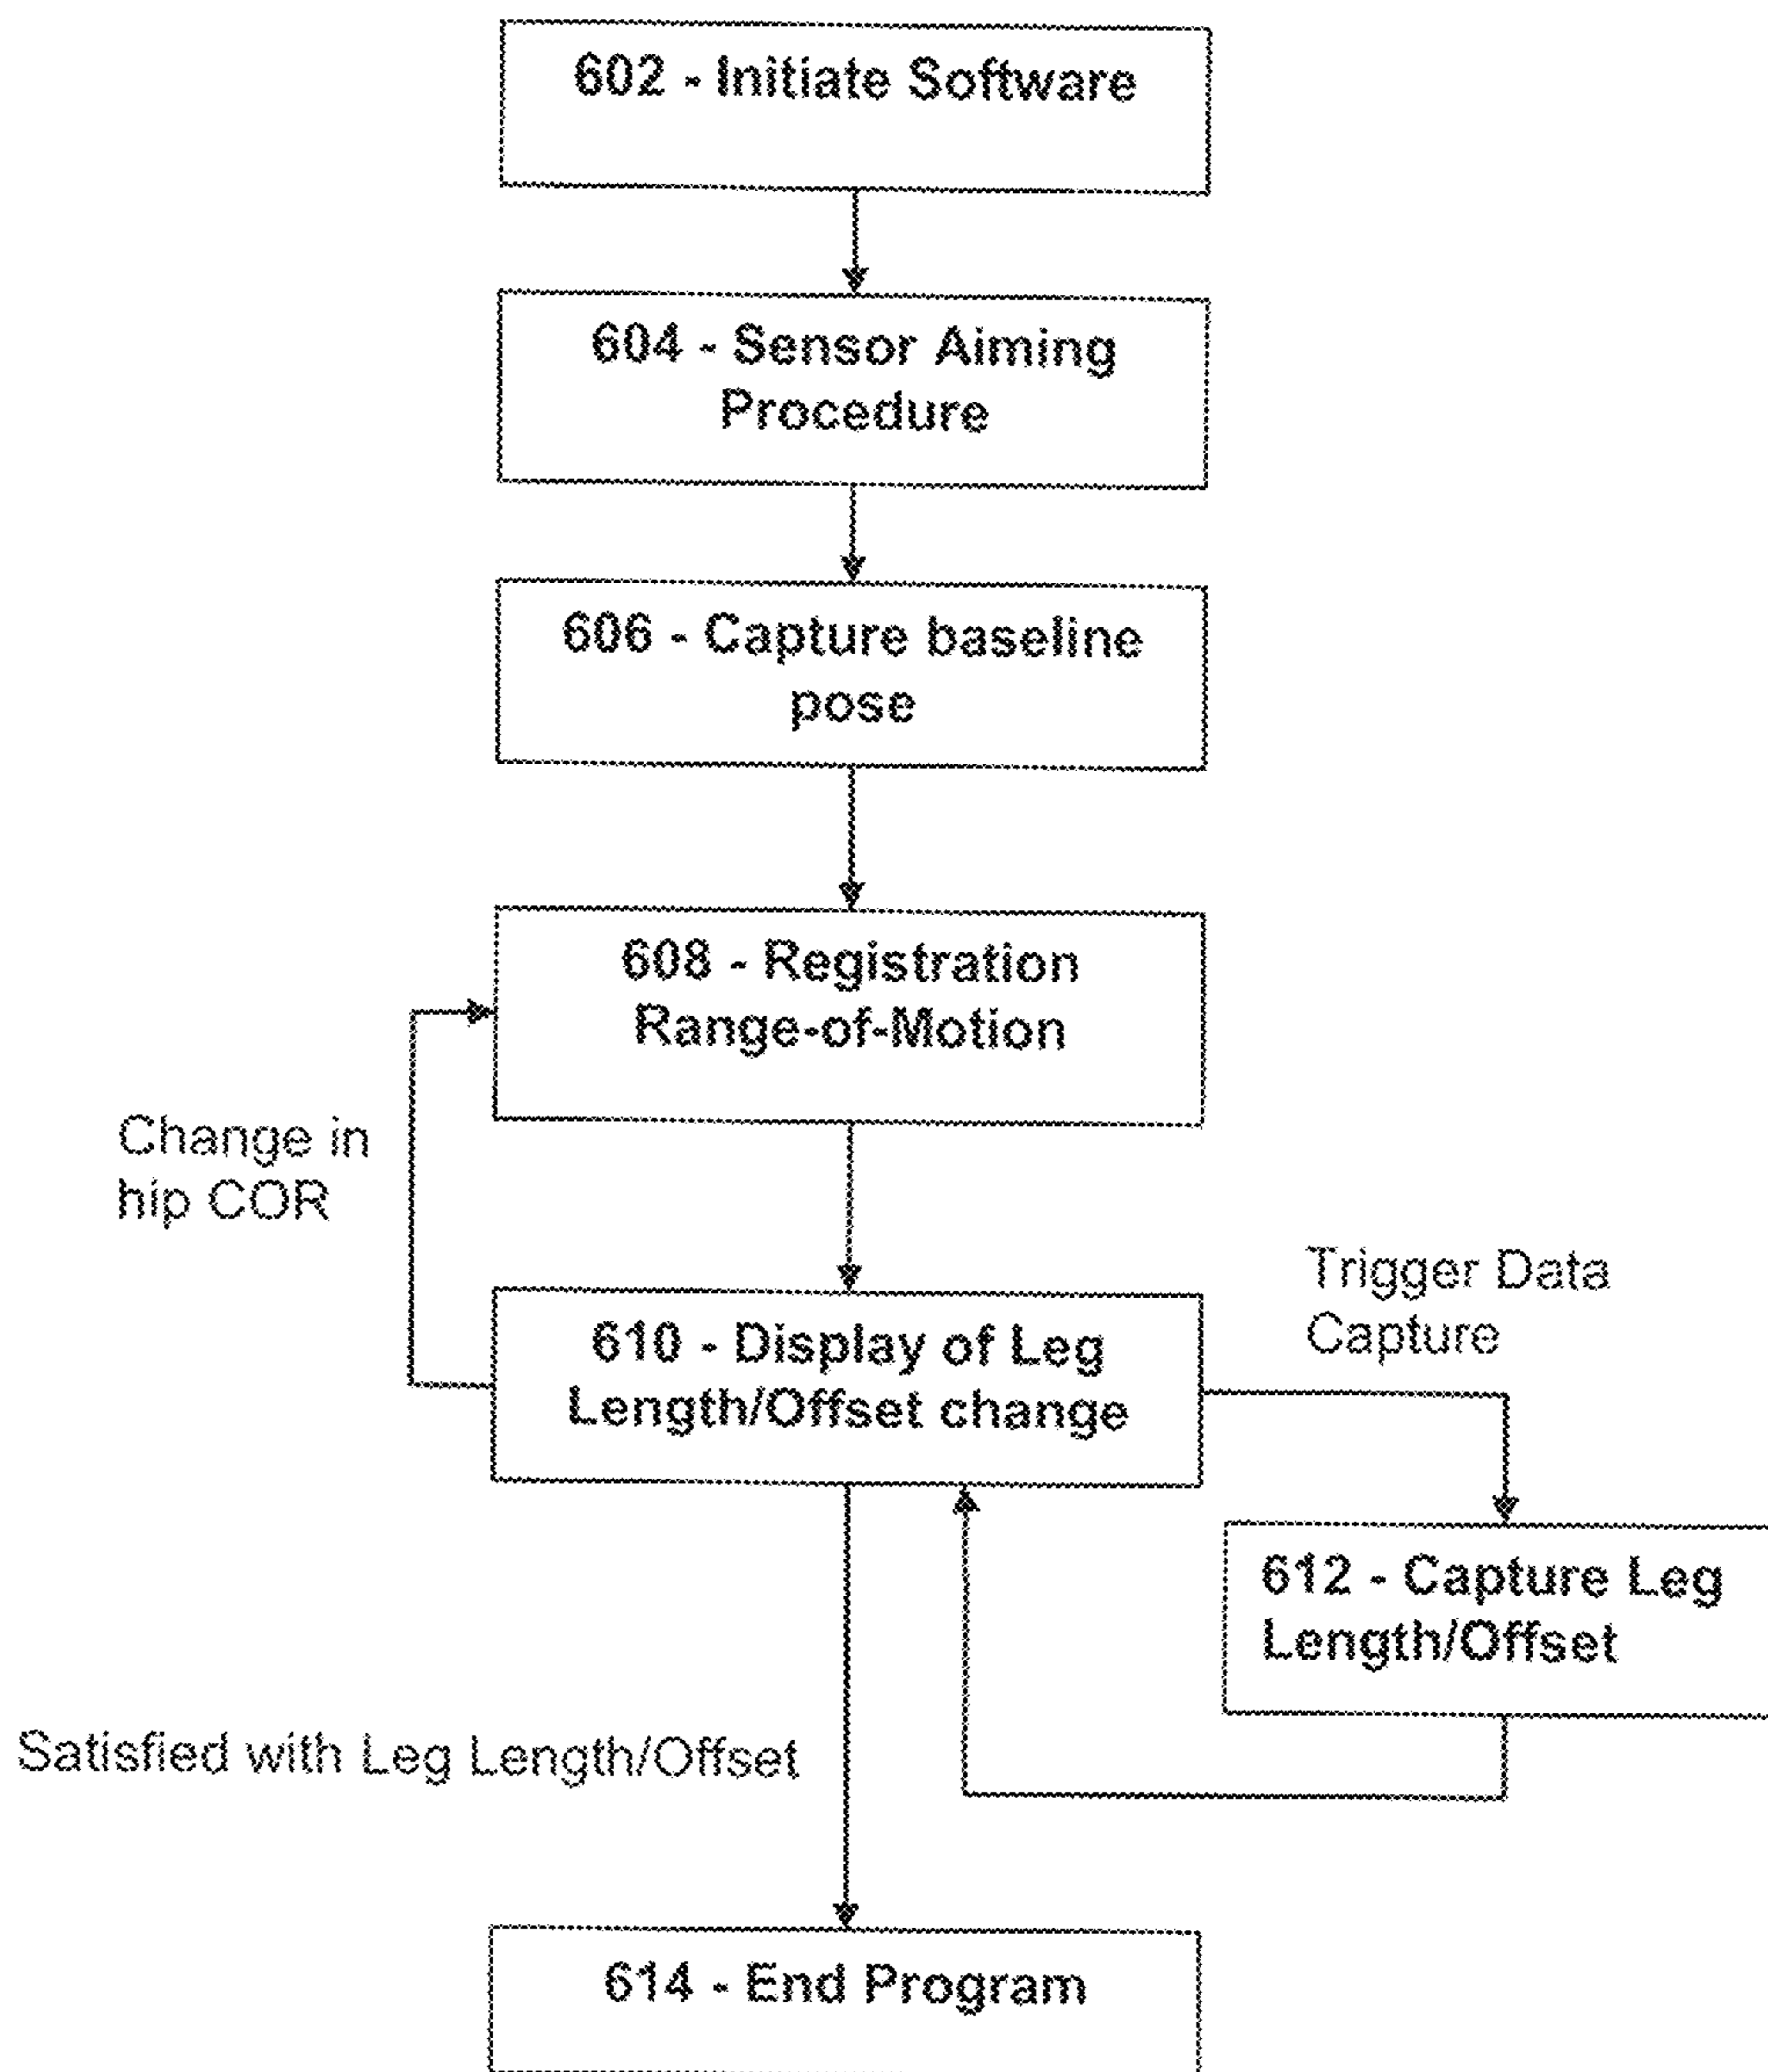 602 - Initiate Software
604 - Sensor Aiming
Procedure
606 - Capture baseline
pose
608 - Registration
Range-of-Motion
Change in
hip COR
610 - Display of Leg
Length/Offset change
Trigger Data
Capture
612 - Capture Leg
Length/Offset
Satisfied with Leg Length/Offset
614 - End Program